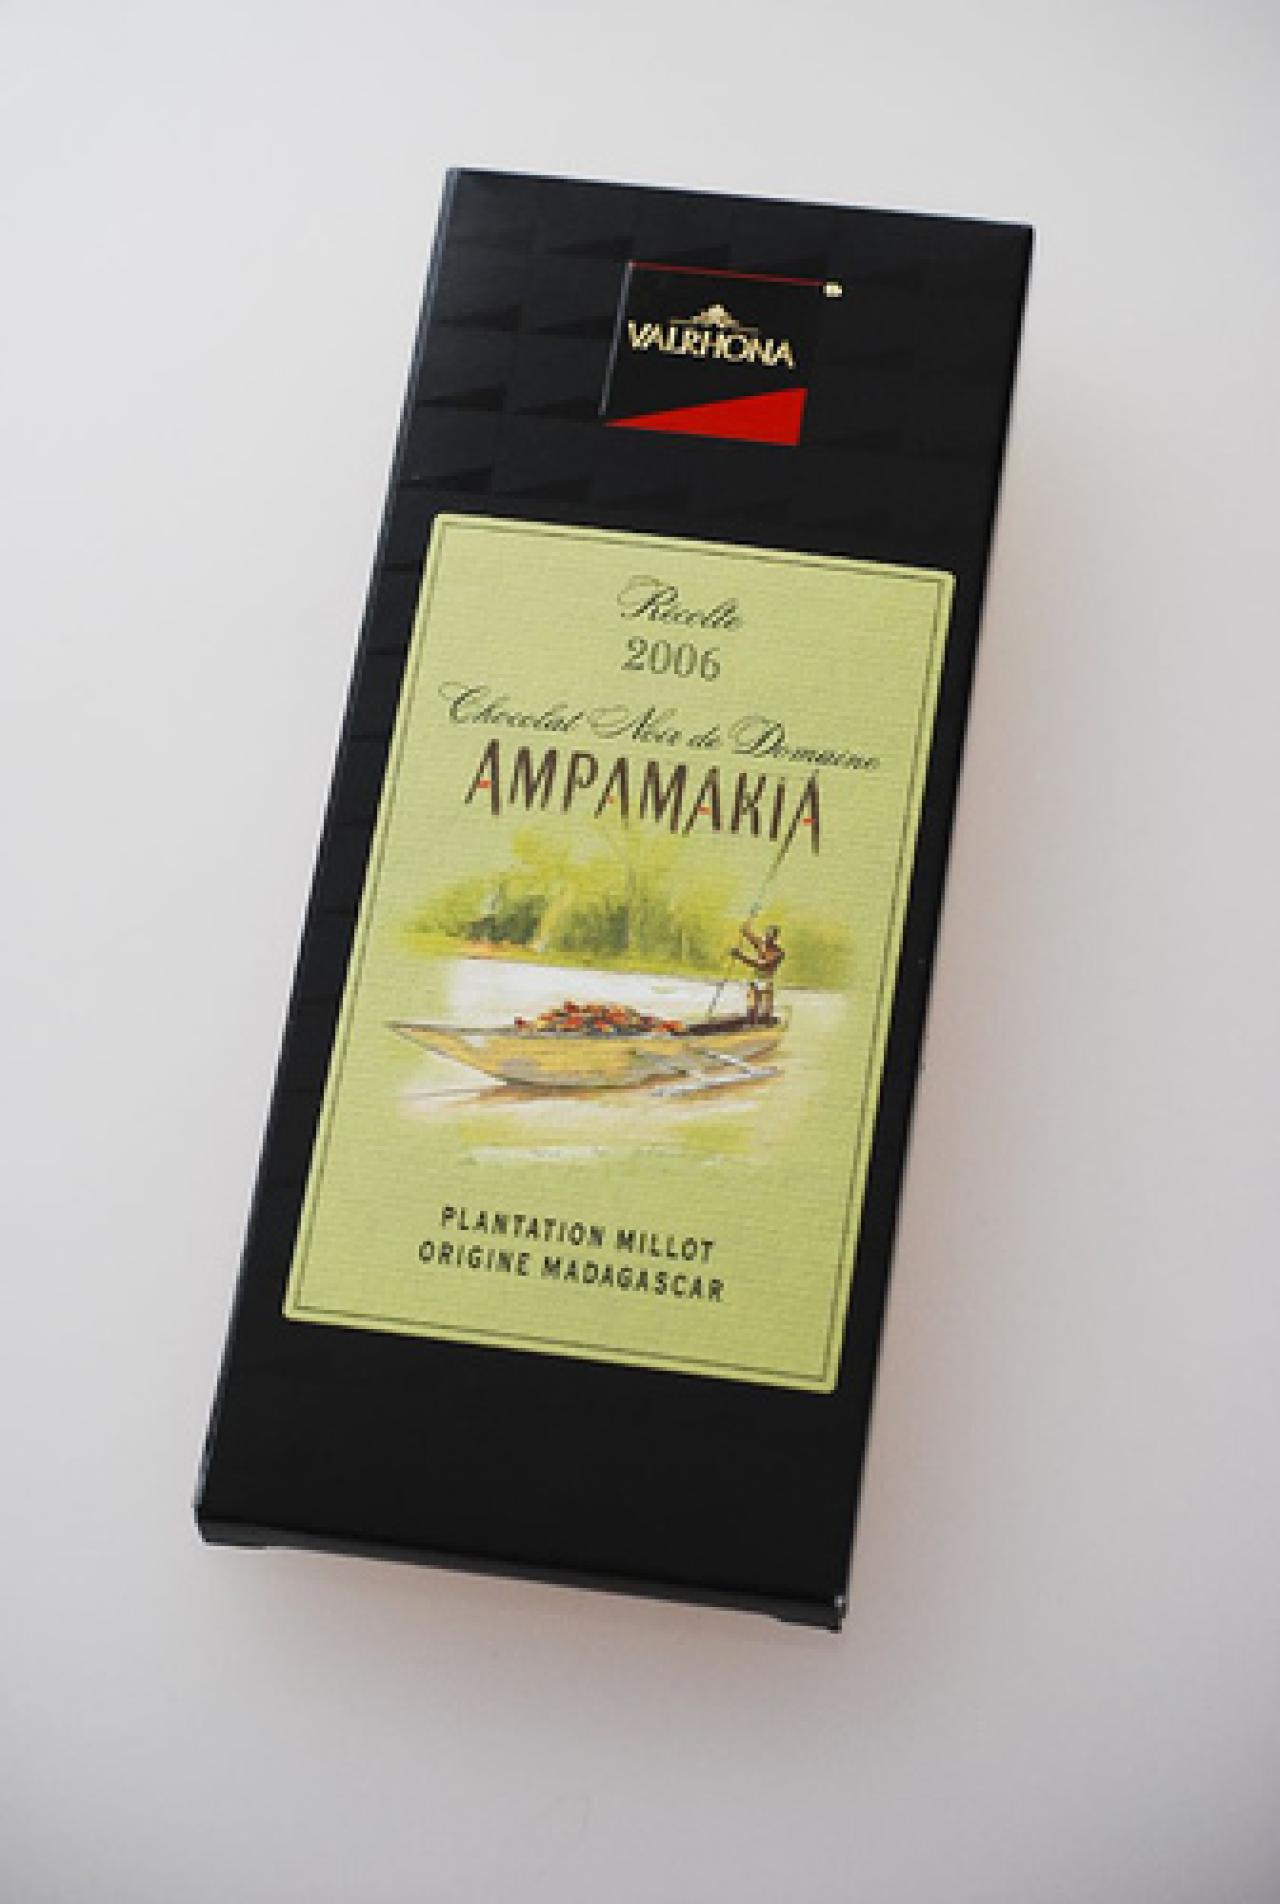 VALRHONA
Récolte
2006
Chocolat Noir de Domaine
AMPAMAKIA
PLANTATION MILLOT
ORIGINE MADAGASCAR